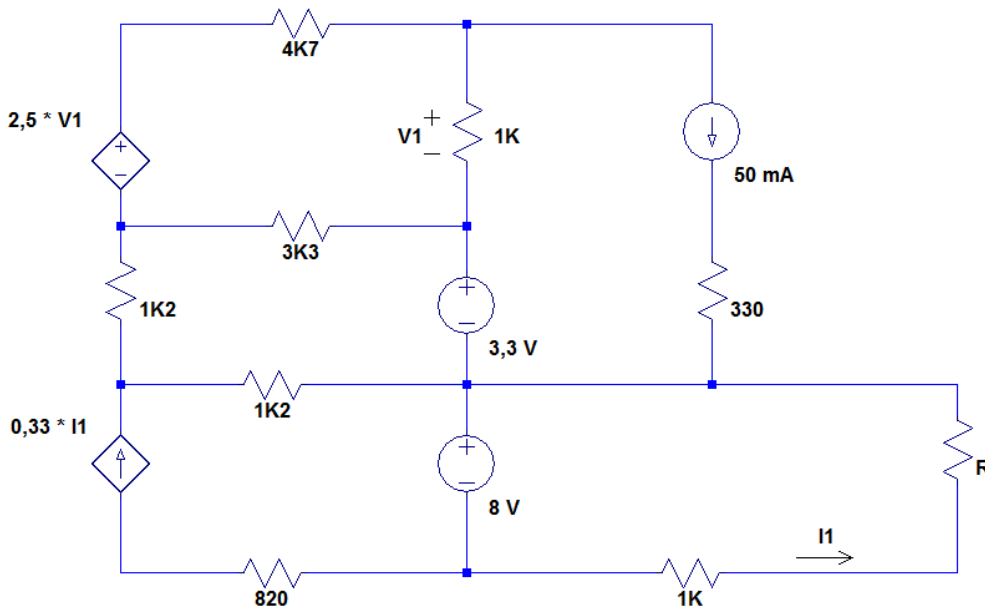 4K7
2,5 * V1
+
−
+
V1
−
1K
50 mA
3K3
1K2
+
−
3,3 V
330
1K2
0,33 * I1
+
−
8 V
R
I1
820
1K